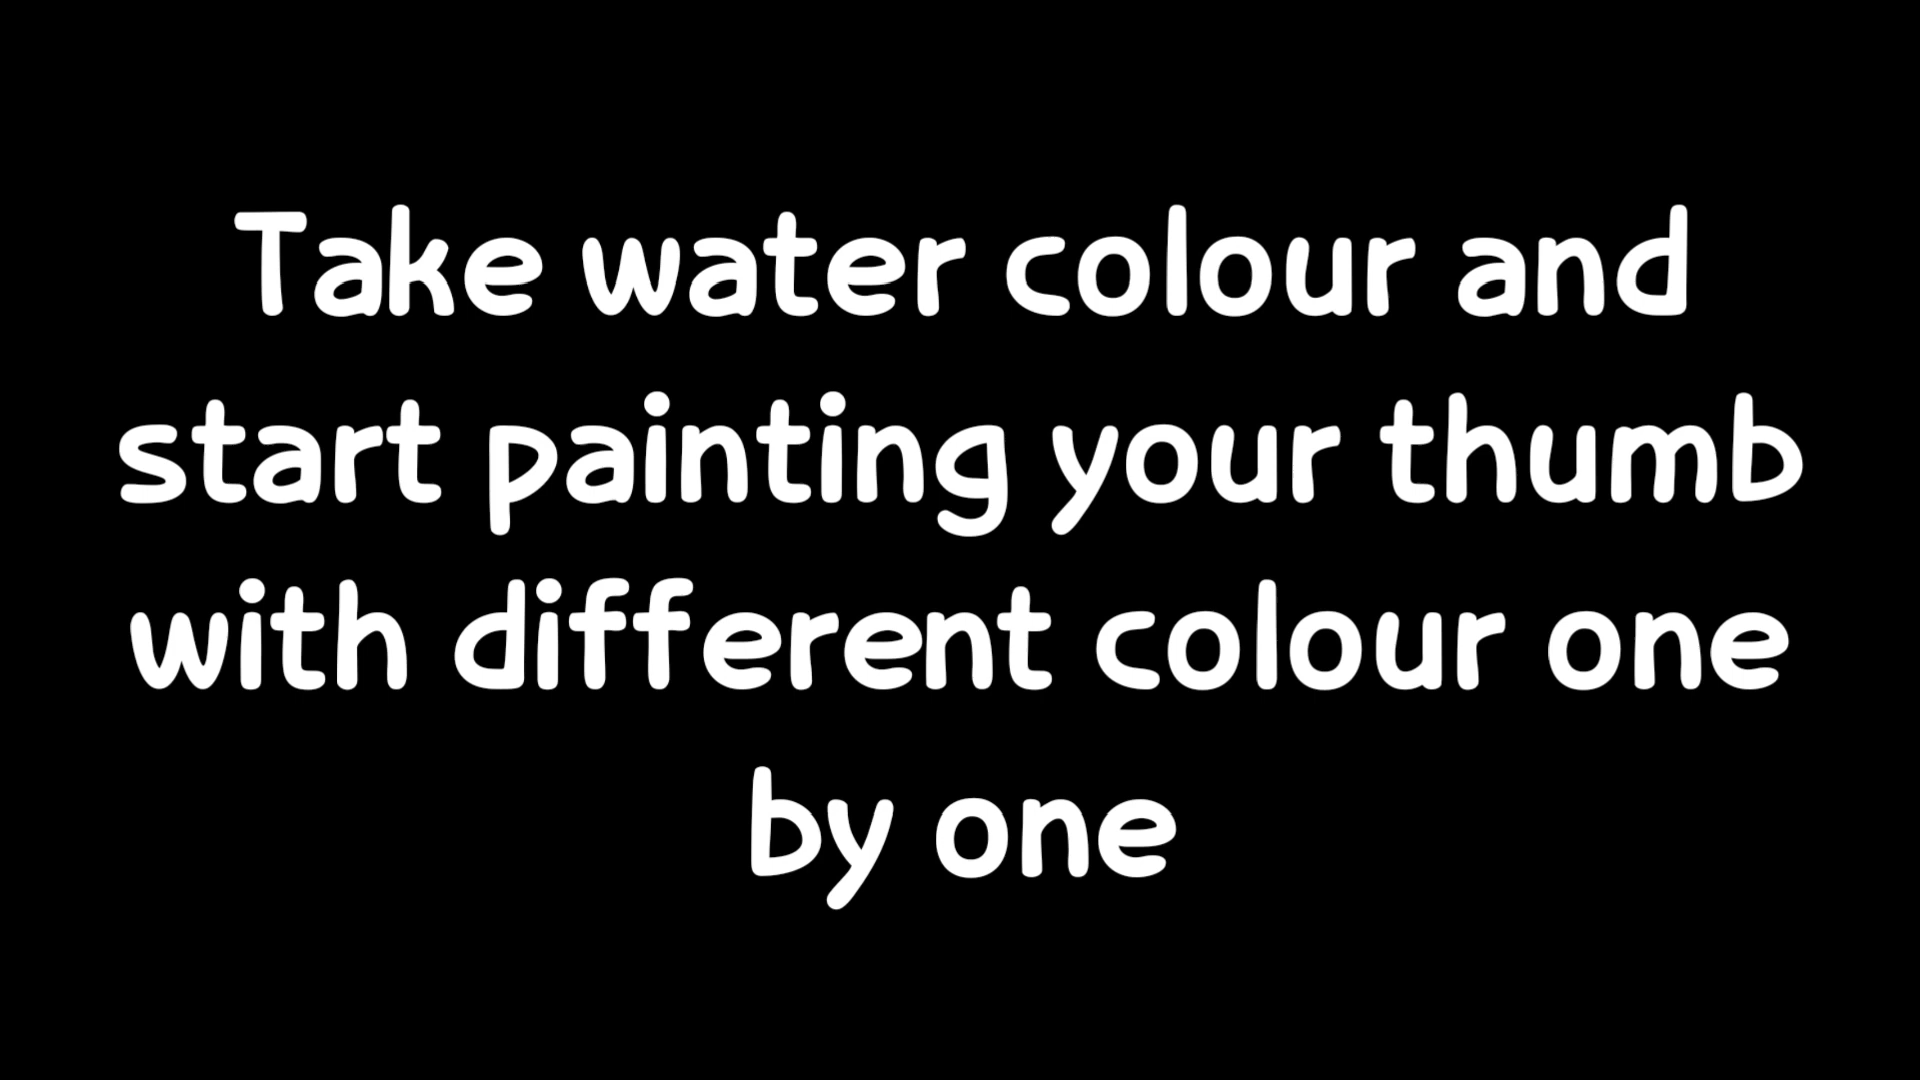 Take water colour and
start painting your thumb
with different colour one
by one